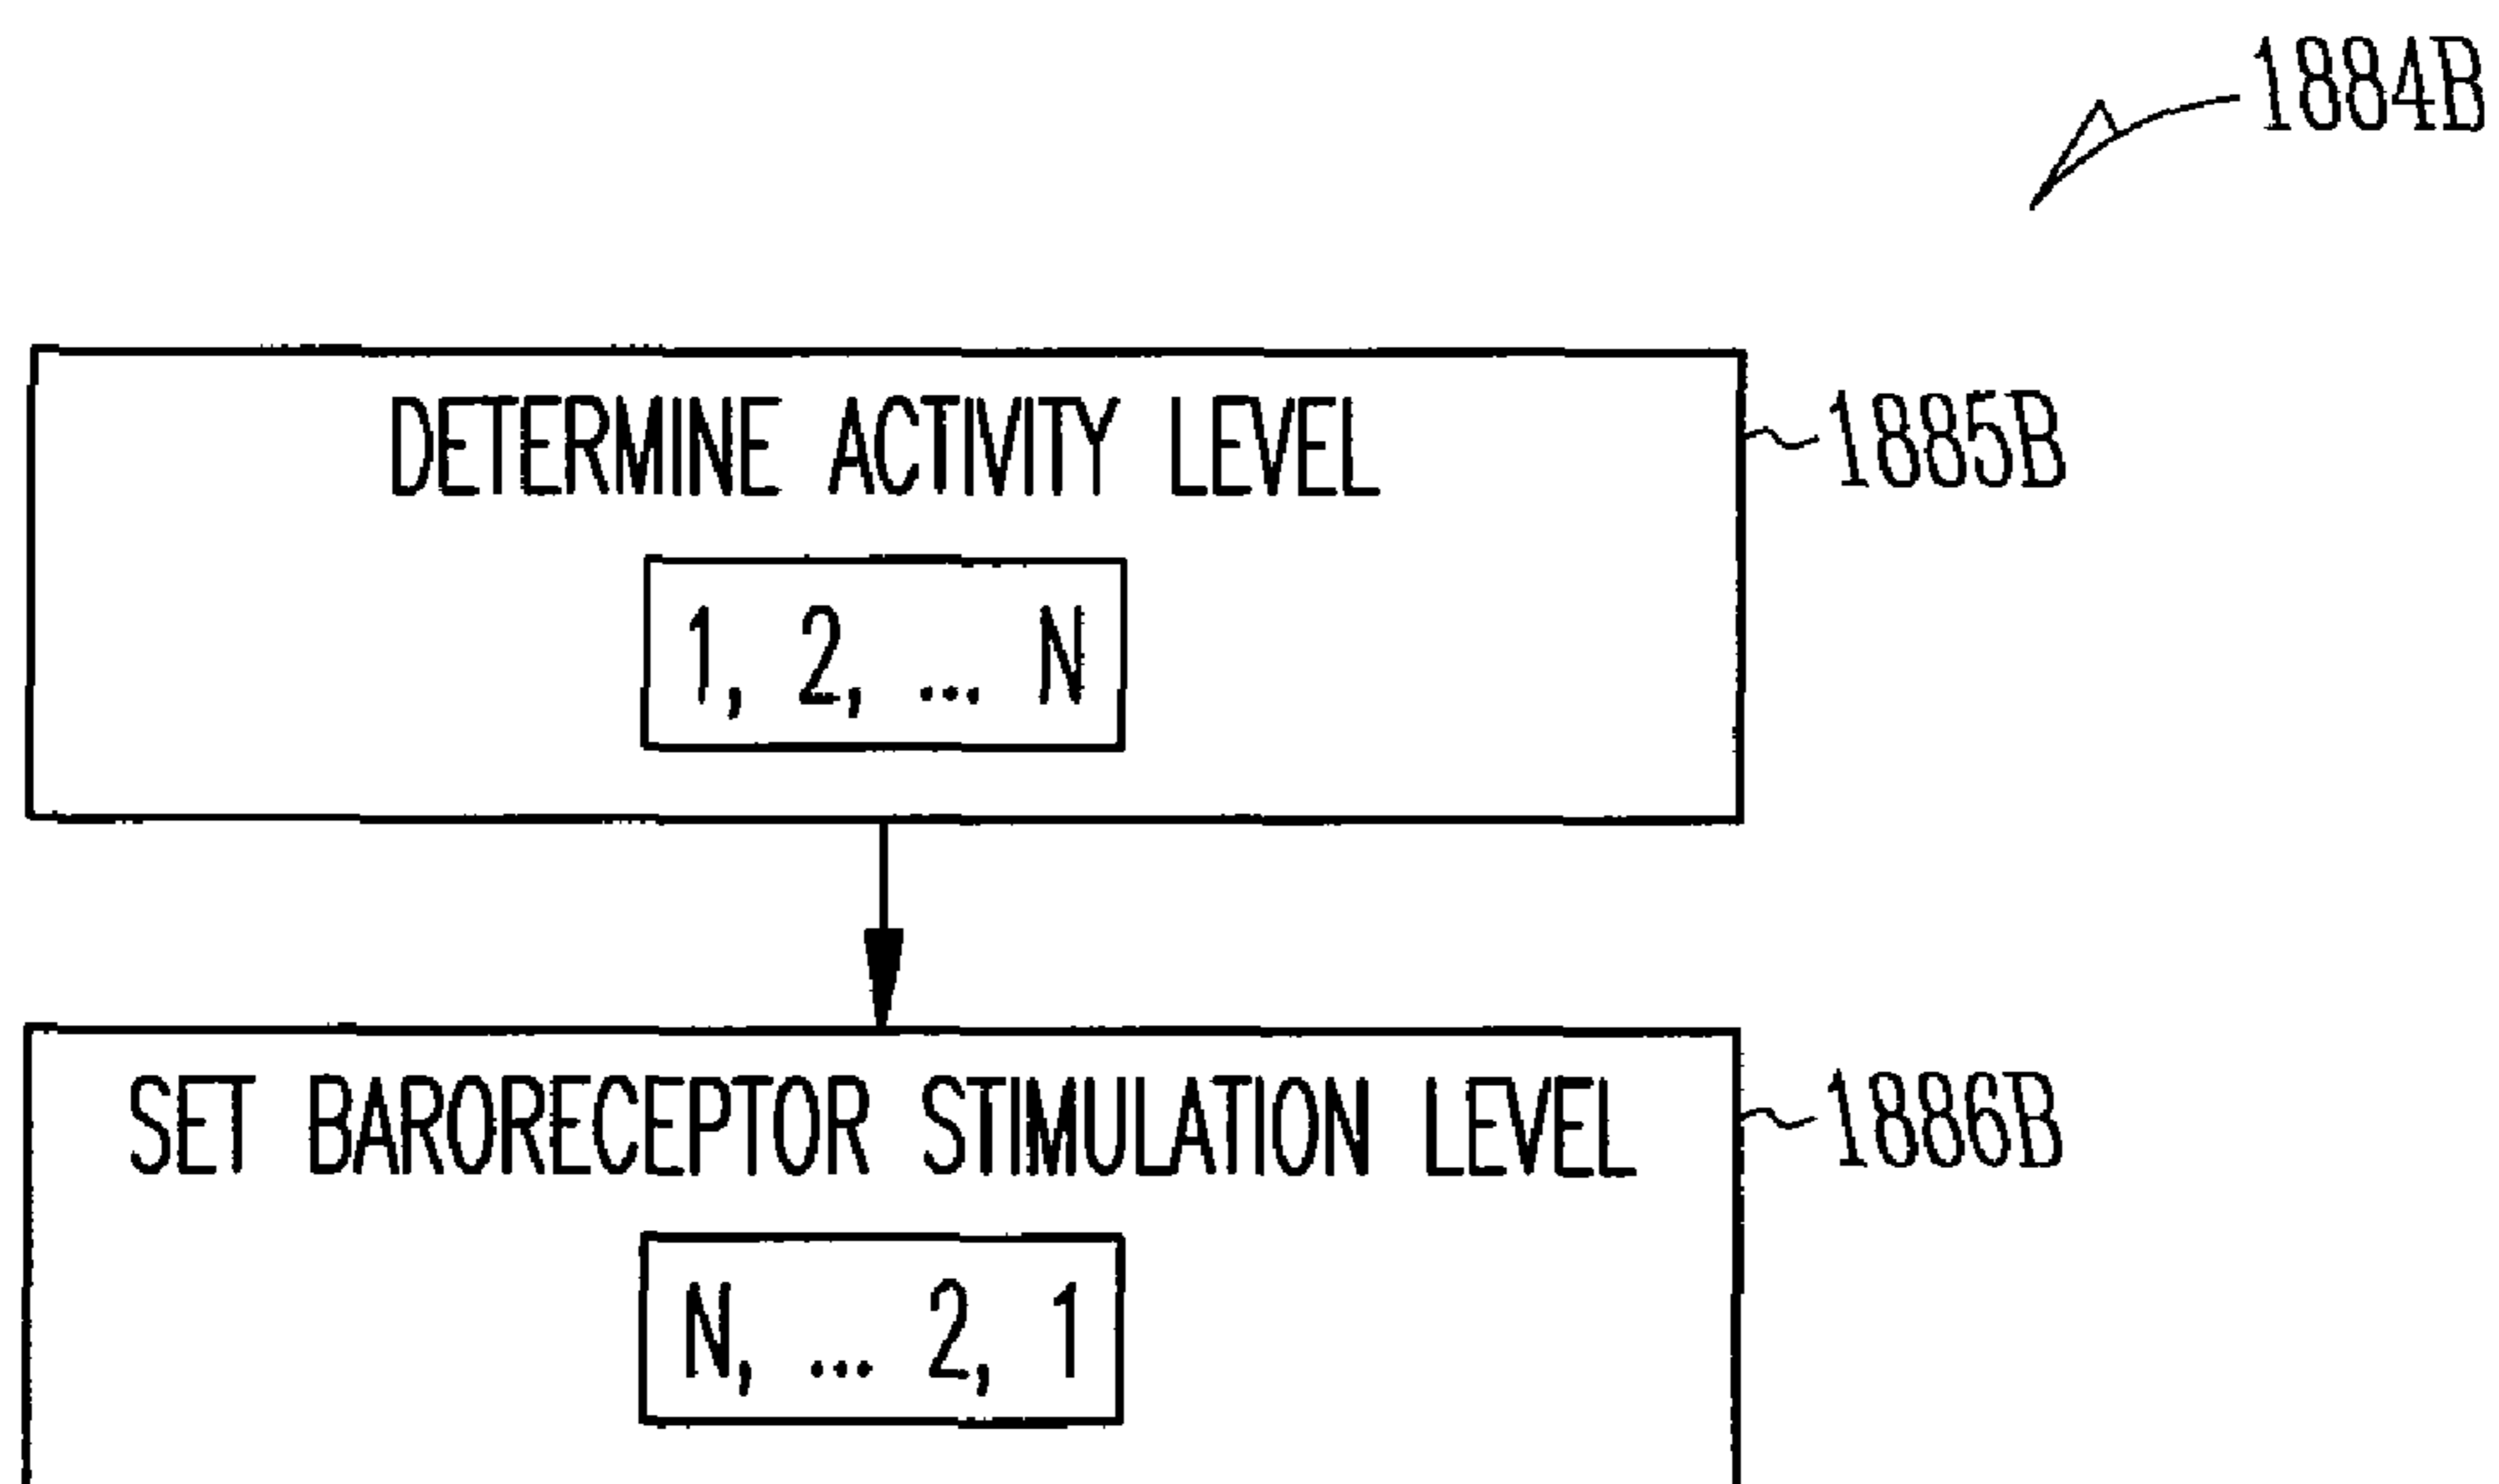 1884B
DETERMINE ACTIVITY LEVEL
1885B
1, 2, ... N
SET BARORECEPTOR STIMULATION LEVEL
1886B
N, ... 2, 1